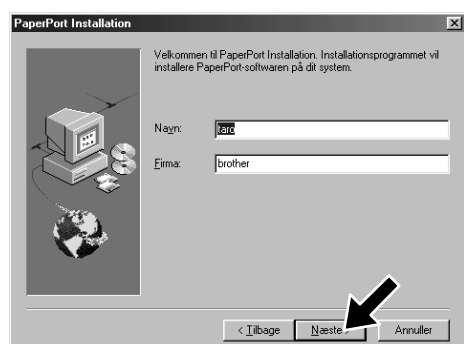 PaperPort Installation
Velkommen til PaperPort Installation. Installationsprogrammet vil
installere PaperPort-softwaren på dit system.
Navn: taro
Firma: brother
< Tilbage Næste > Annuller